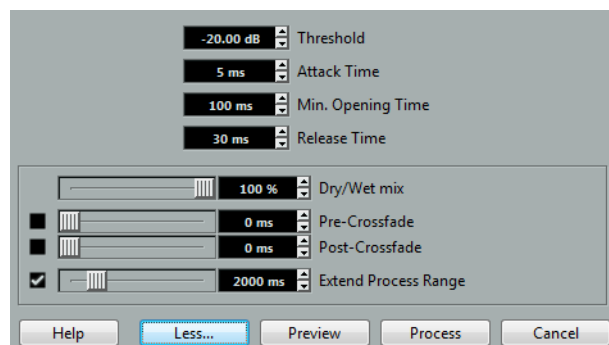 -20.00 dB Threshold
5 ms Attack Time
100 ms Min. Opening Time
30 ms Release Time
100 % Dry/Wet mix
0 ms Pre-Crossfade
0 ms Post-Crossfade
2000 ms Extend Process Range
Help Less... Preview Process Cancel